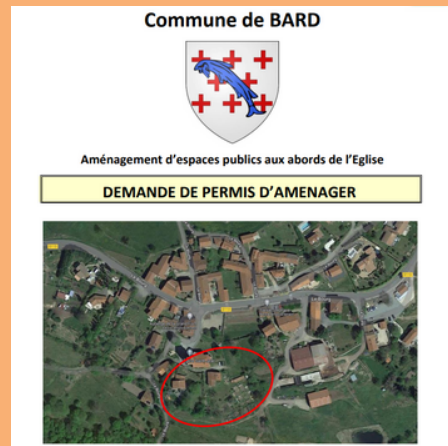 Commune de BARD
Aménagement d'espaces publics aux abords de l'Eglise
DEMANDE DE PERMIS D'AMENAGER